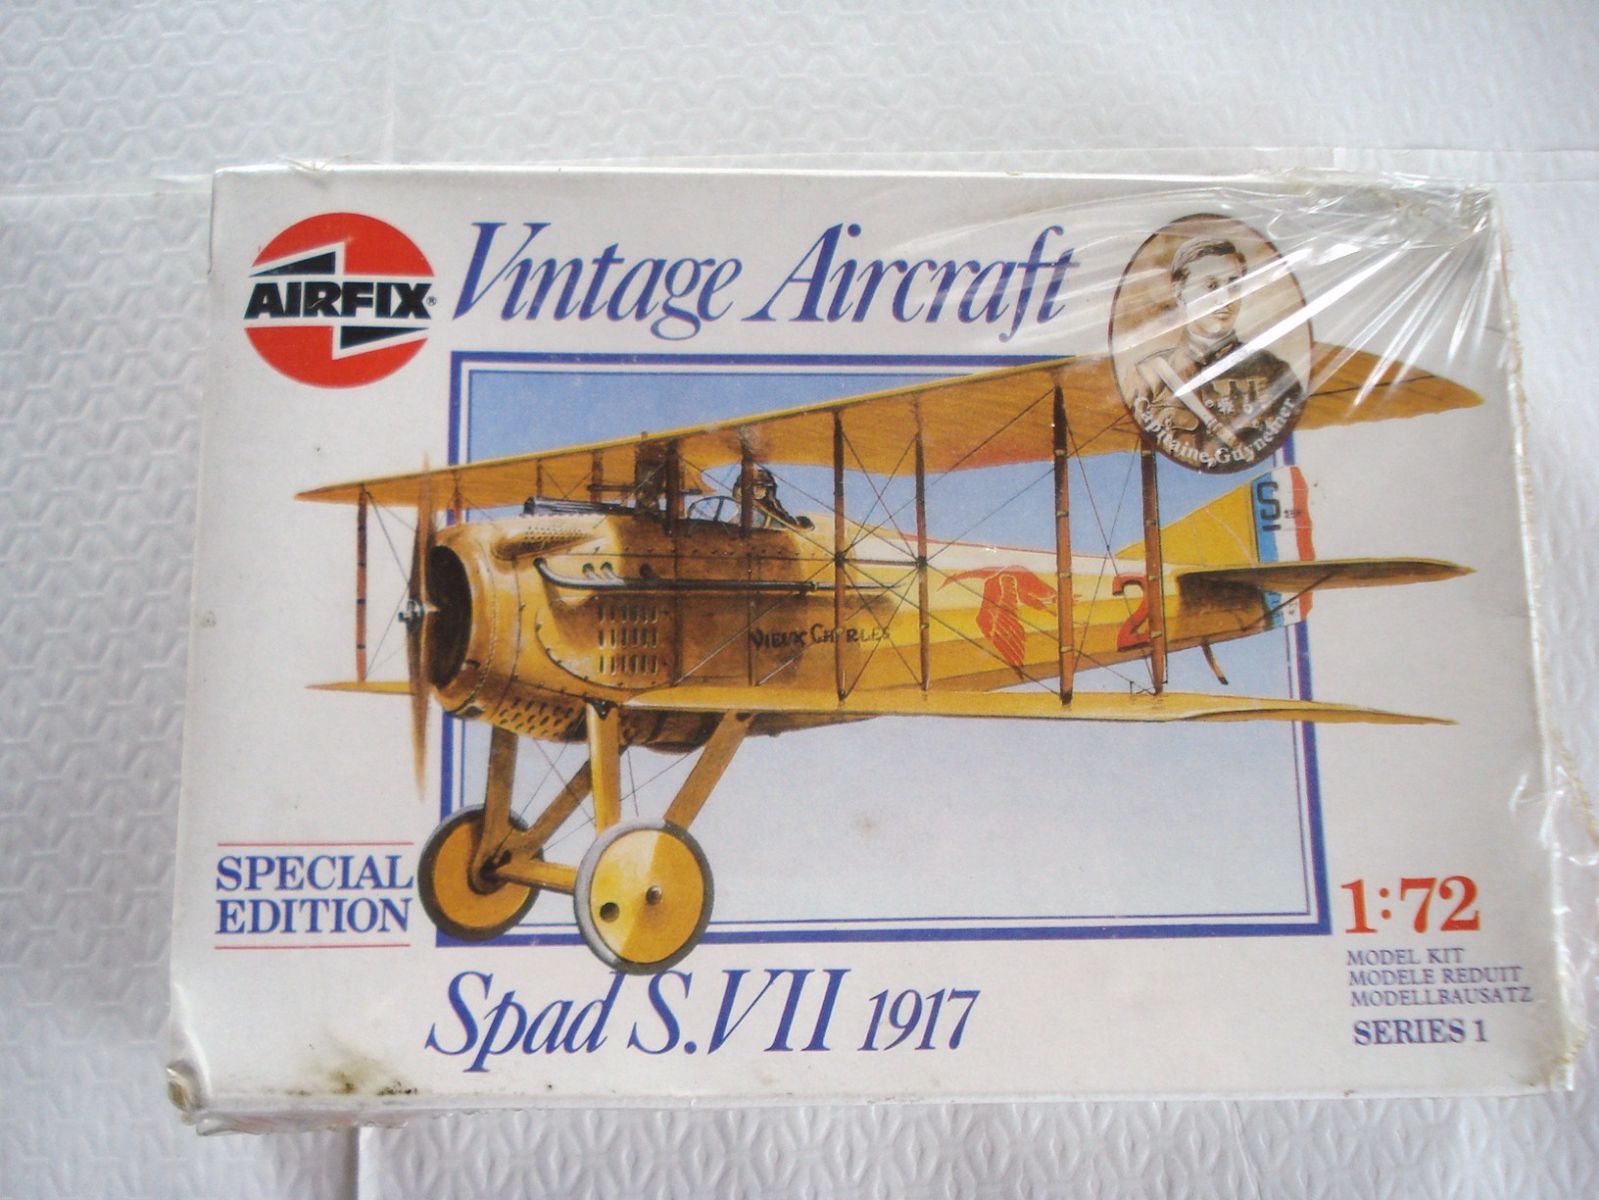 AIRFIX®
Vintage Aircraft
Capitaine Guynemer
S
VIEUX CHARLES
2
SPECIAL
EDITION
1:72
MODEL KIT
MODELE REDUIT
MODELLBAUSATZ
SERIES 1
Spad S.VII 1917